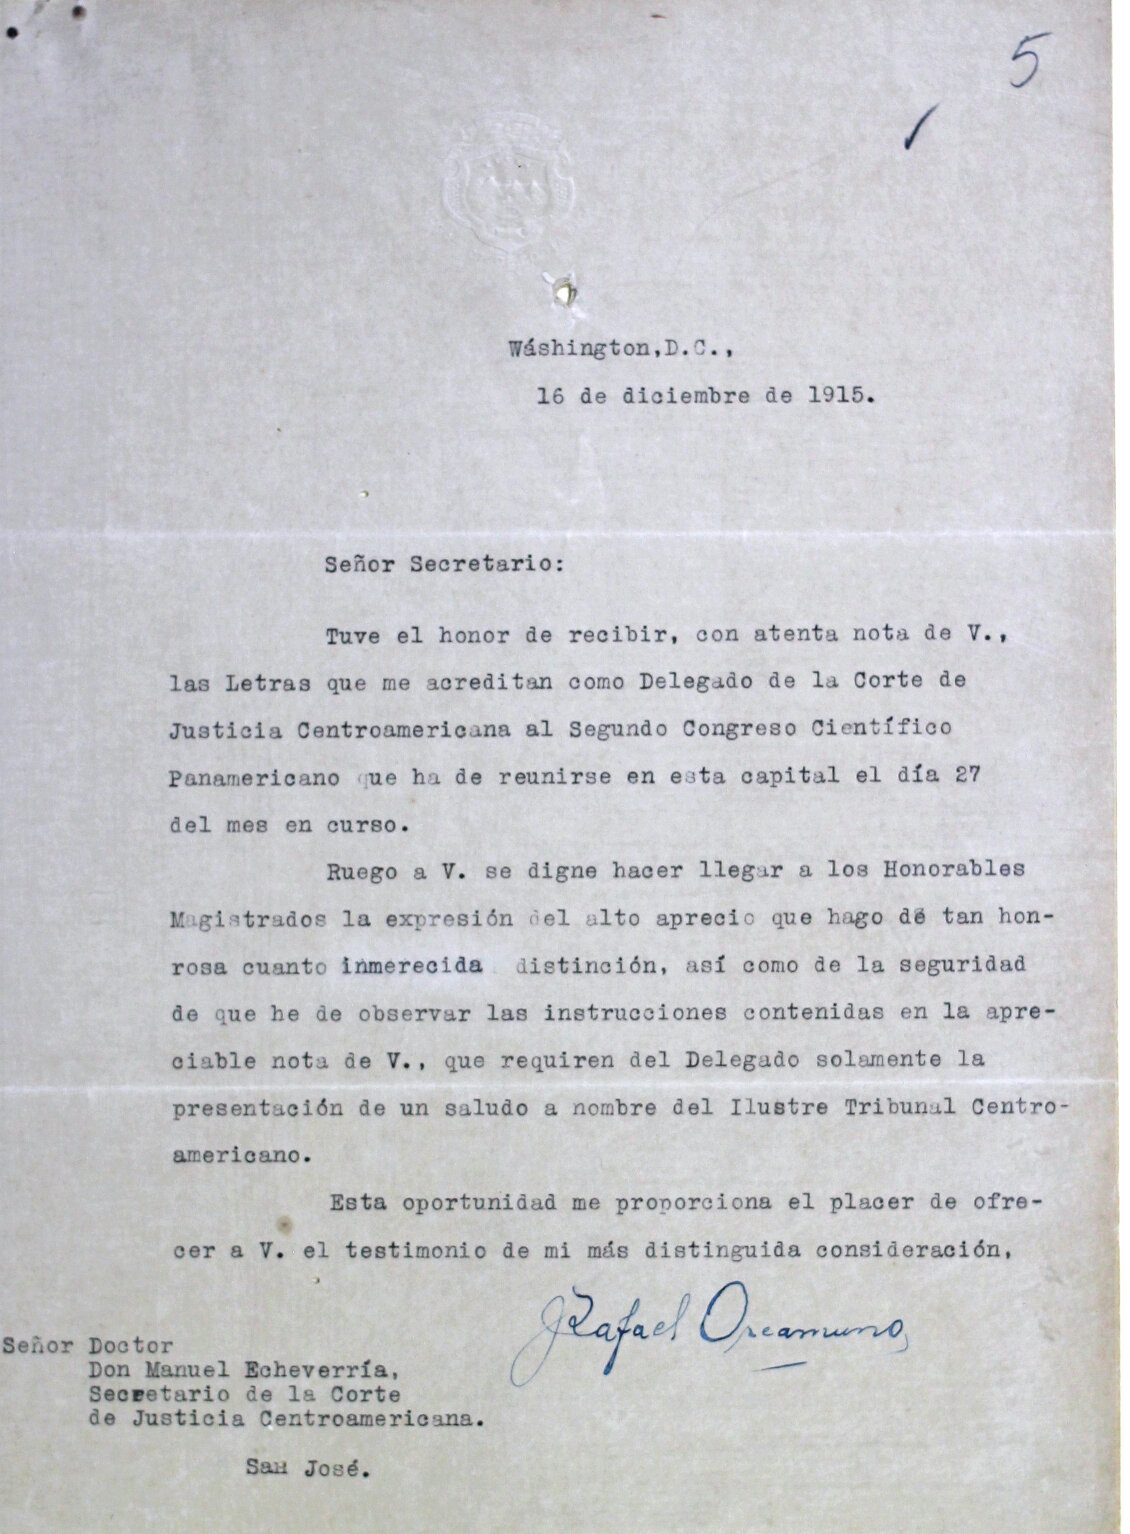 5
Wáshington,D.C.,
16 de diciembre de 1915.
Señor Secretario:
Tuve el honor de recibir, con atenta nota de V.,
las Letras que me acreditan como Delegado de la Corte de
Justicia Centroamericana al Segundo Congreso Científico
Panamericano que ha de reunirse en esta capital el día 27
del mes en curso.
Ruego a V. se digne hacer llegar a los Honorables
Magistrados la expresión del alto aprecio que hago de tan hon-
rosa cuanto inmerecida distinción, así como de la seguridad
de que he de observar las instrucciones contenidas en la apre-
ciable nota de V., que requiren del Delegado solamente la
presentación de un saludo a nombre del Ilustre Tribunal Centro-
americano.
Esta oportunidad me proporciona el placer de ofre-
cer a V. el testimonio de mi más distinguida consideración,
J Rafael Oreamuno
Señor Doctor
Don Manuel Echeverría,
Secretario de la Corte
de Justicia Centroamericana.
San José.